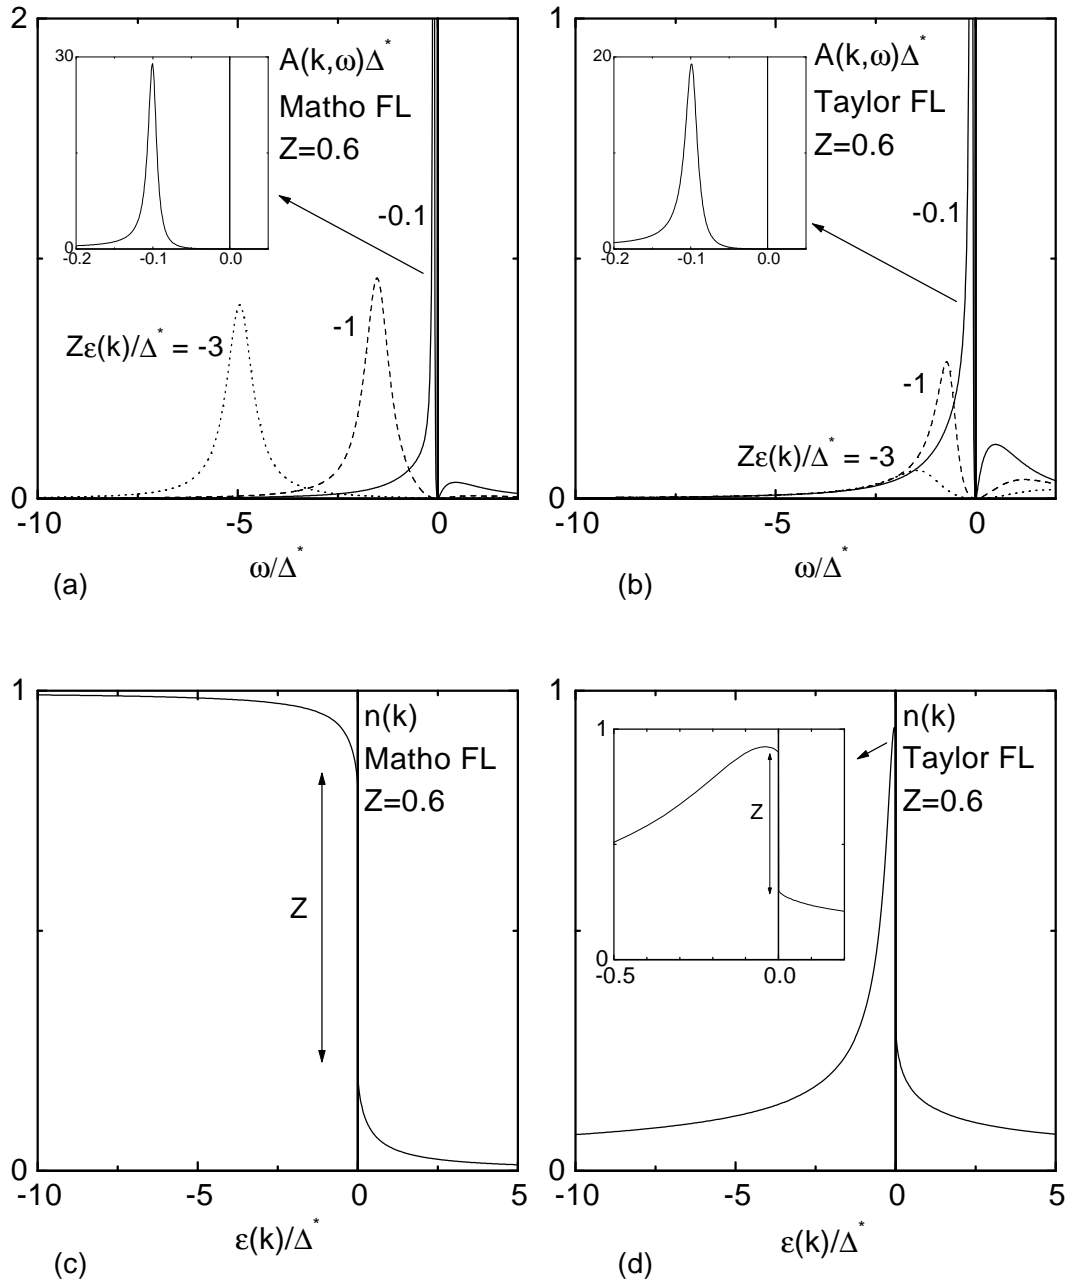 2
30
0
-0.2
-0.1
0.0
A(k,ω)Δ*
Matho FL
Z=0.6
-0.1
-1
Zε(k)/Δ* = -3
0
-10
-5
0
ω/Δ*
(a)
1
20
0
-0.2
-0.1
0.0
A(k,ω)Δ*
Taylor FL
Z=0.6
-0.1
-1
Zε(k)/Δ* = -3
0
-10
-5
0
ω/Δ*
(b)
1
n(k)
Matho FL
Z=0.6
Z
0
-10
-5
0
5
ε(k)/Δ*
(c)
1
1
Z
0
-0.5
0.0
n(k)
Taylor FL
Z=0.6
0
-10
-5
0
5
ε(k)/Δ*
(d)